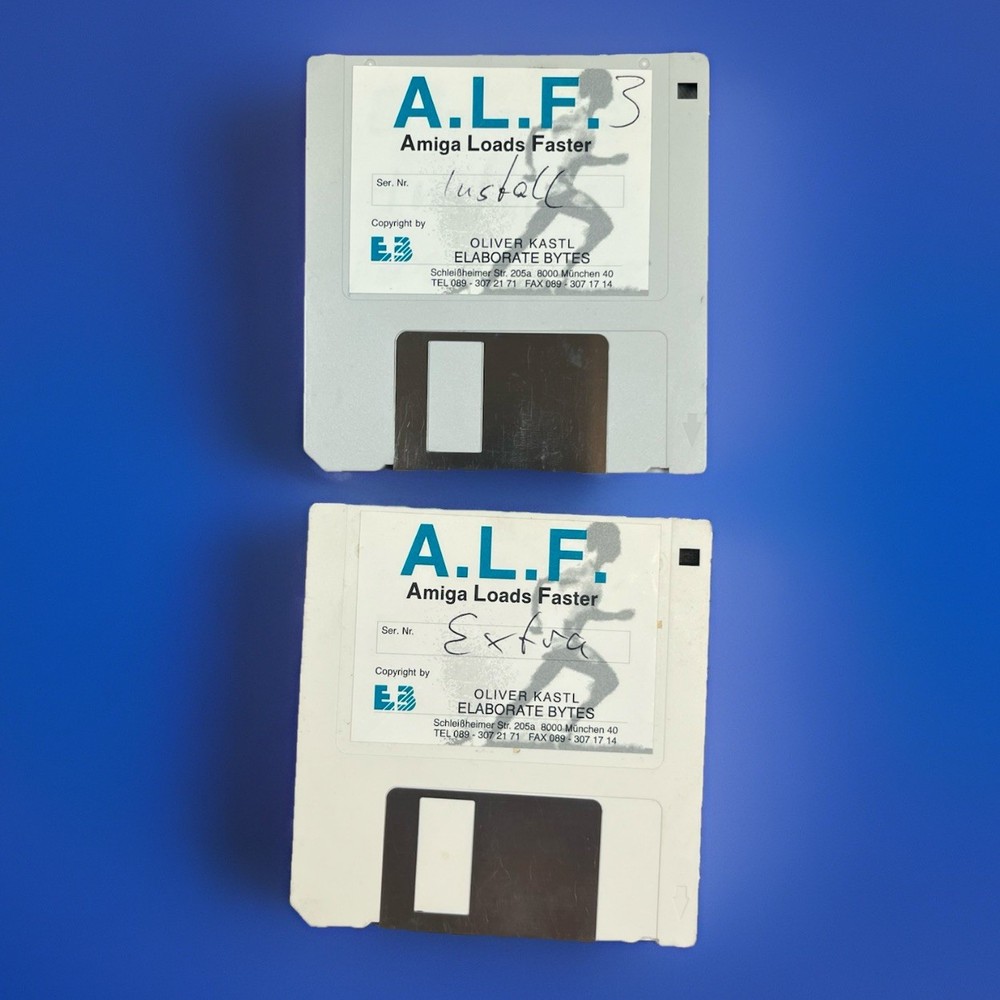 A.L.F. 3
Amiga Loads Faster
Ser. Nr. Install
Copyright by
EB OLIVER KASTL
ELABORATE BYTES
Schleißheimer Str. 205a 8000 München 40
TEL 089 - 307 21 71 FAX 089 - 307 17 14
A.L.F.
Amiga Loads Faster
Ser. Nr. Extra
Copyright by
EB OLIVER KASTL
ELABORATE BYTES
Schleißheimer Str. 205a 8000 München 40
TEL 089 - 307 21 71 FAX 089 - 307 17 14